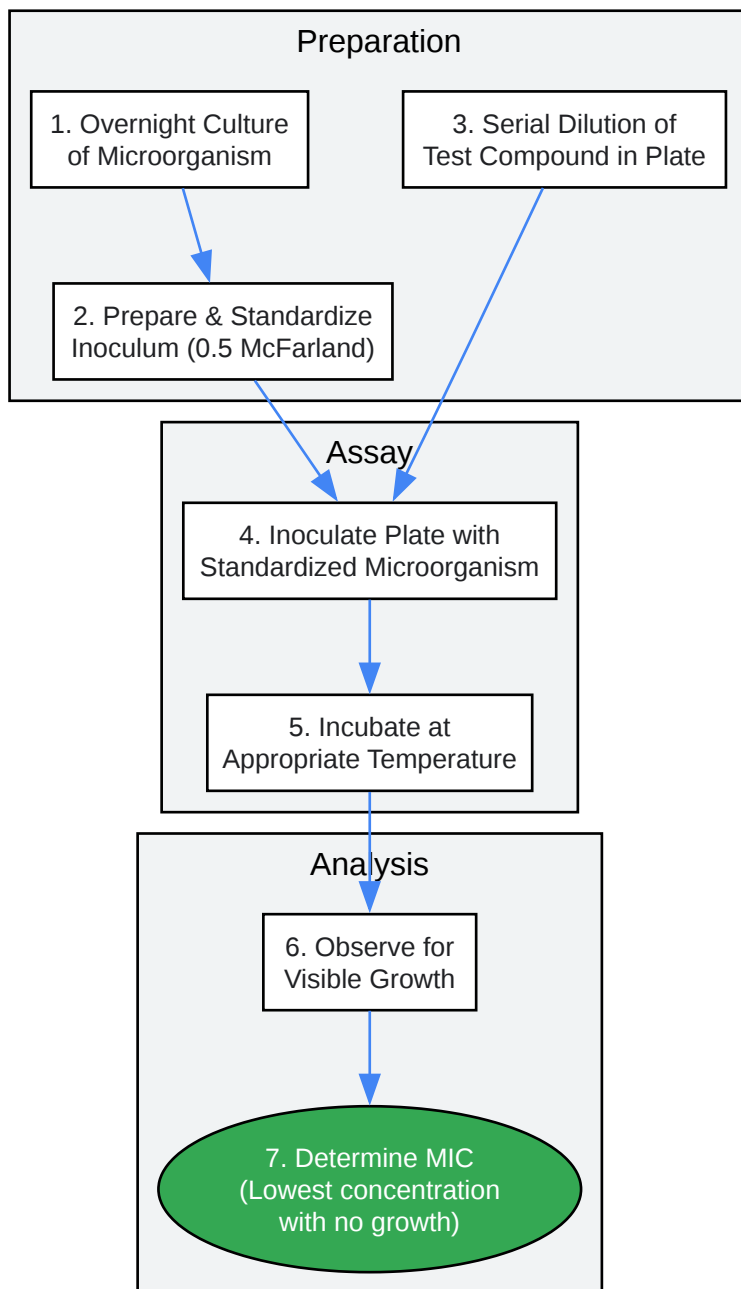 Preparation
1. Overnight Culture
of Microorganism
3. Serial Dilution of
Test Compound in Plate
2. Prepare & Standardize
Inoculum (0.5 McFarland)
Assay
4. Inoculate Plate with
Standardized Microorganism
5. Incubate at
Appropriate Temperature
Analysis
6. Observe for
Visible Growth
7. Determine MIC
(Lowest concentration
with no growth)